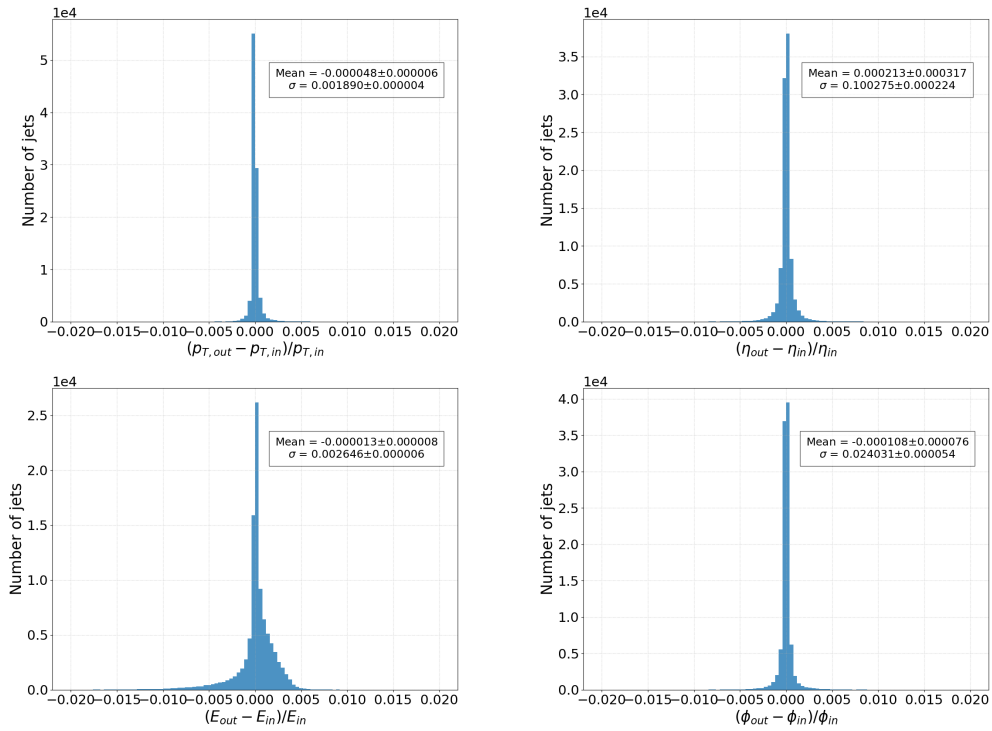 1e4
Number of jets
5
4
3
2
1
0
Mean = -0.000048±0.000006
σ = 0.001890±0.000004
−0.020 −0.015 −0.010 −0.005 0.000 0.005 0.010 0.015 0.020
(p_{T,out} − p_{T,in})/p_{T,in}
1e4
Number of jets
3.5
3.0
2.5
2.0
1.5
1.0
0.5
0.0
Mean = 0.000213±0.000317
σ = 0.100275±0.000224
−0.020 −0.015 −0.010 −0.005 0.000 0.005 0.010 0.015 0.020
(η_{out} − η_{in})/η_{in}
1e4
Number of jets
2.5
2.0
1.5
1.0
0.5
0.0
Mean = -0.000013±0.000008
σ = 0.002646±0.000006
−0.020 −0.015 −0.010 −0.005 0.000 0.005 0.010 0.015 0.020
(E_{out} − E_{in})/E_{in}
1e4
Number of jets
4.0
3.5
3.0
2.5
2.0
1.5
1.0
0.5
0.0
Mean = -0.000108±0.000076
σ = 0.024031±0.000054
−0.020 −0.015 −0.010 −0.005 0.000 0.005 0.010 0.015 0.020
(ϕ_{out} − ϕ_{in})/ϕ_{in}